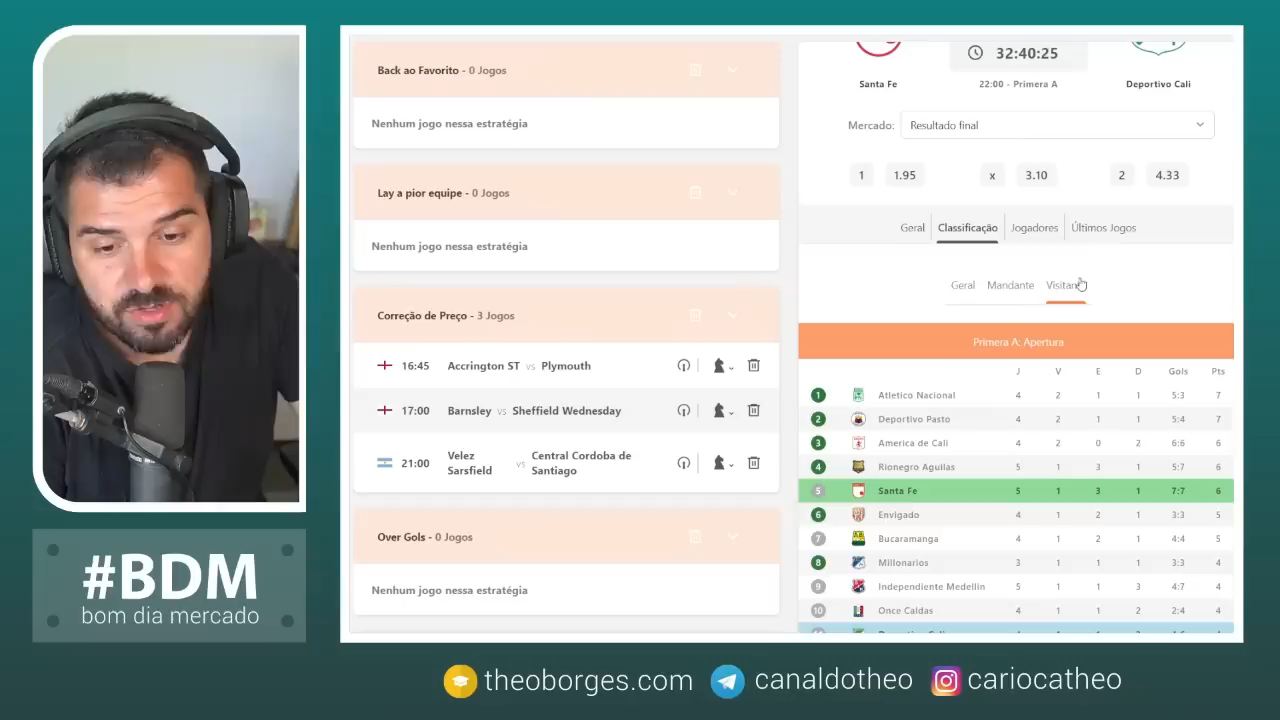 #BDM
bom dia mercado
Back ao Favorito - 0 Jogos
Nenhum jogo nessa estratégia
Lay a pior equipe - 0 Jogos
Nenhum jogo nessa estratégia
Correção de Preço - 3 Jogos
16:45 Accrington ST vs Plymouth
17:00 Barnsley vs Sheffield Wednesday
21:00 Velez Sarsfield vs Central Cordoba de Santiago
Over Gols - 0 Jogos
Nenhum jogo nessa estratégia
32:40:25
Santa Fe 22:00 - Primera A Deportivo Cali
Mercado: Resultado final
1 1.95 x 3.10 2 4.33
Geral Classificação Jogadores Últimos Jogos
Geral Mandante Visitan
Primera A: Apertura
J V E D Gols Pts
1 Atletico Nacional 4 2 1 1 5:3 7
2 Deportivo Pasto 4 2 1 1 5:4 7
3 America de Cali 4 2 0 2 6:6 6
4 Rionegro Aguilas 5 1 3 1 5:7 6
5 Santa Fe 5 1 3 1 7:7 6
6 Envigado 4 1 2 1 3:3 5
7 Bucaramanga 4 1 2 1 4:4 5
8 Millonarios 3 1 1 1 3:3 4
9 Independiente Medellin 5 1 1 3 4:7 4
10 Once Caldas 4 1 1 2 2:4 4
theoborges.com canaldotheo cariocatheo